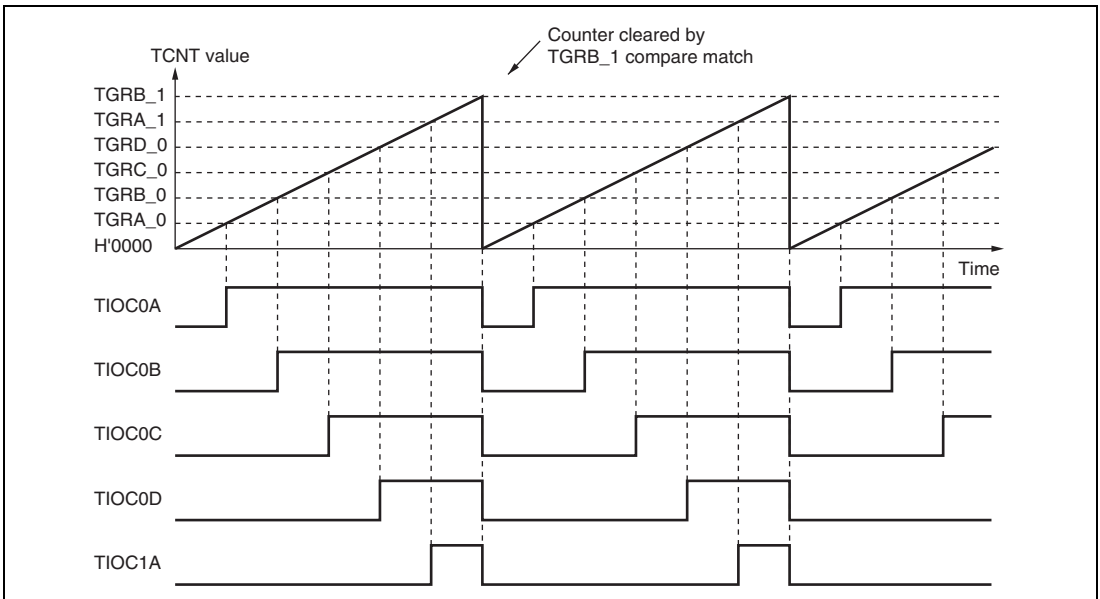 Counter cleared by
TGRB_1 compare match
TCNT value
TGRB_1
TGRA_1
TGRD_0
TGRC_0
TGRB_0
TGRA_0
H'0000
Time
TIOC0A
TIOC0B
TIOC0C
TIOC0D
TIOC1A